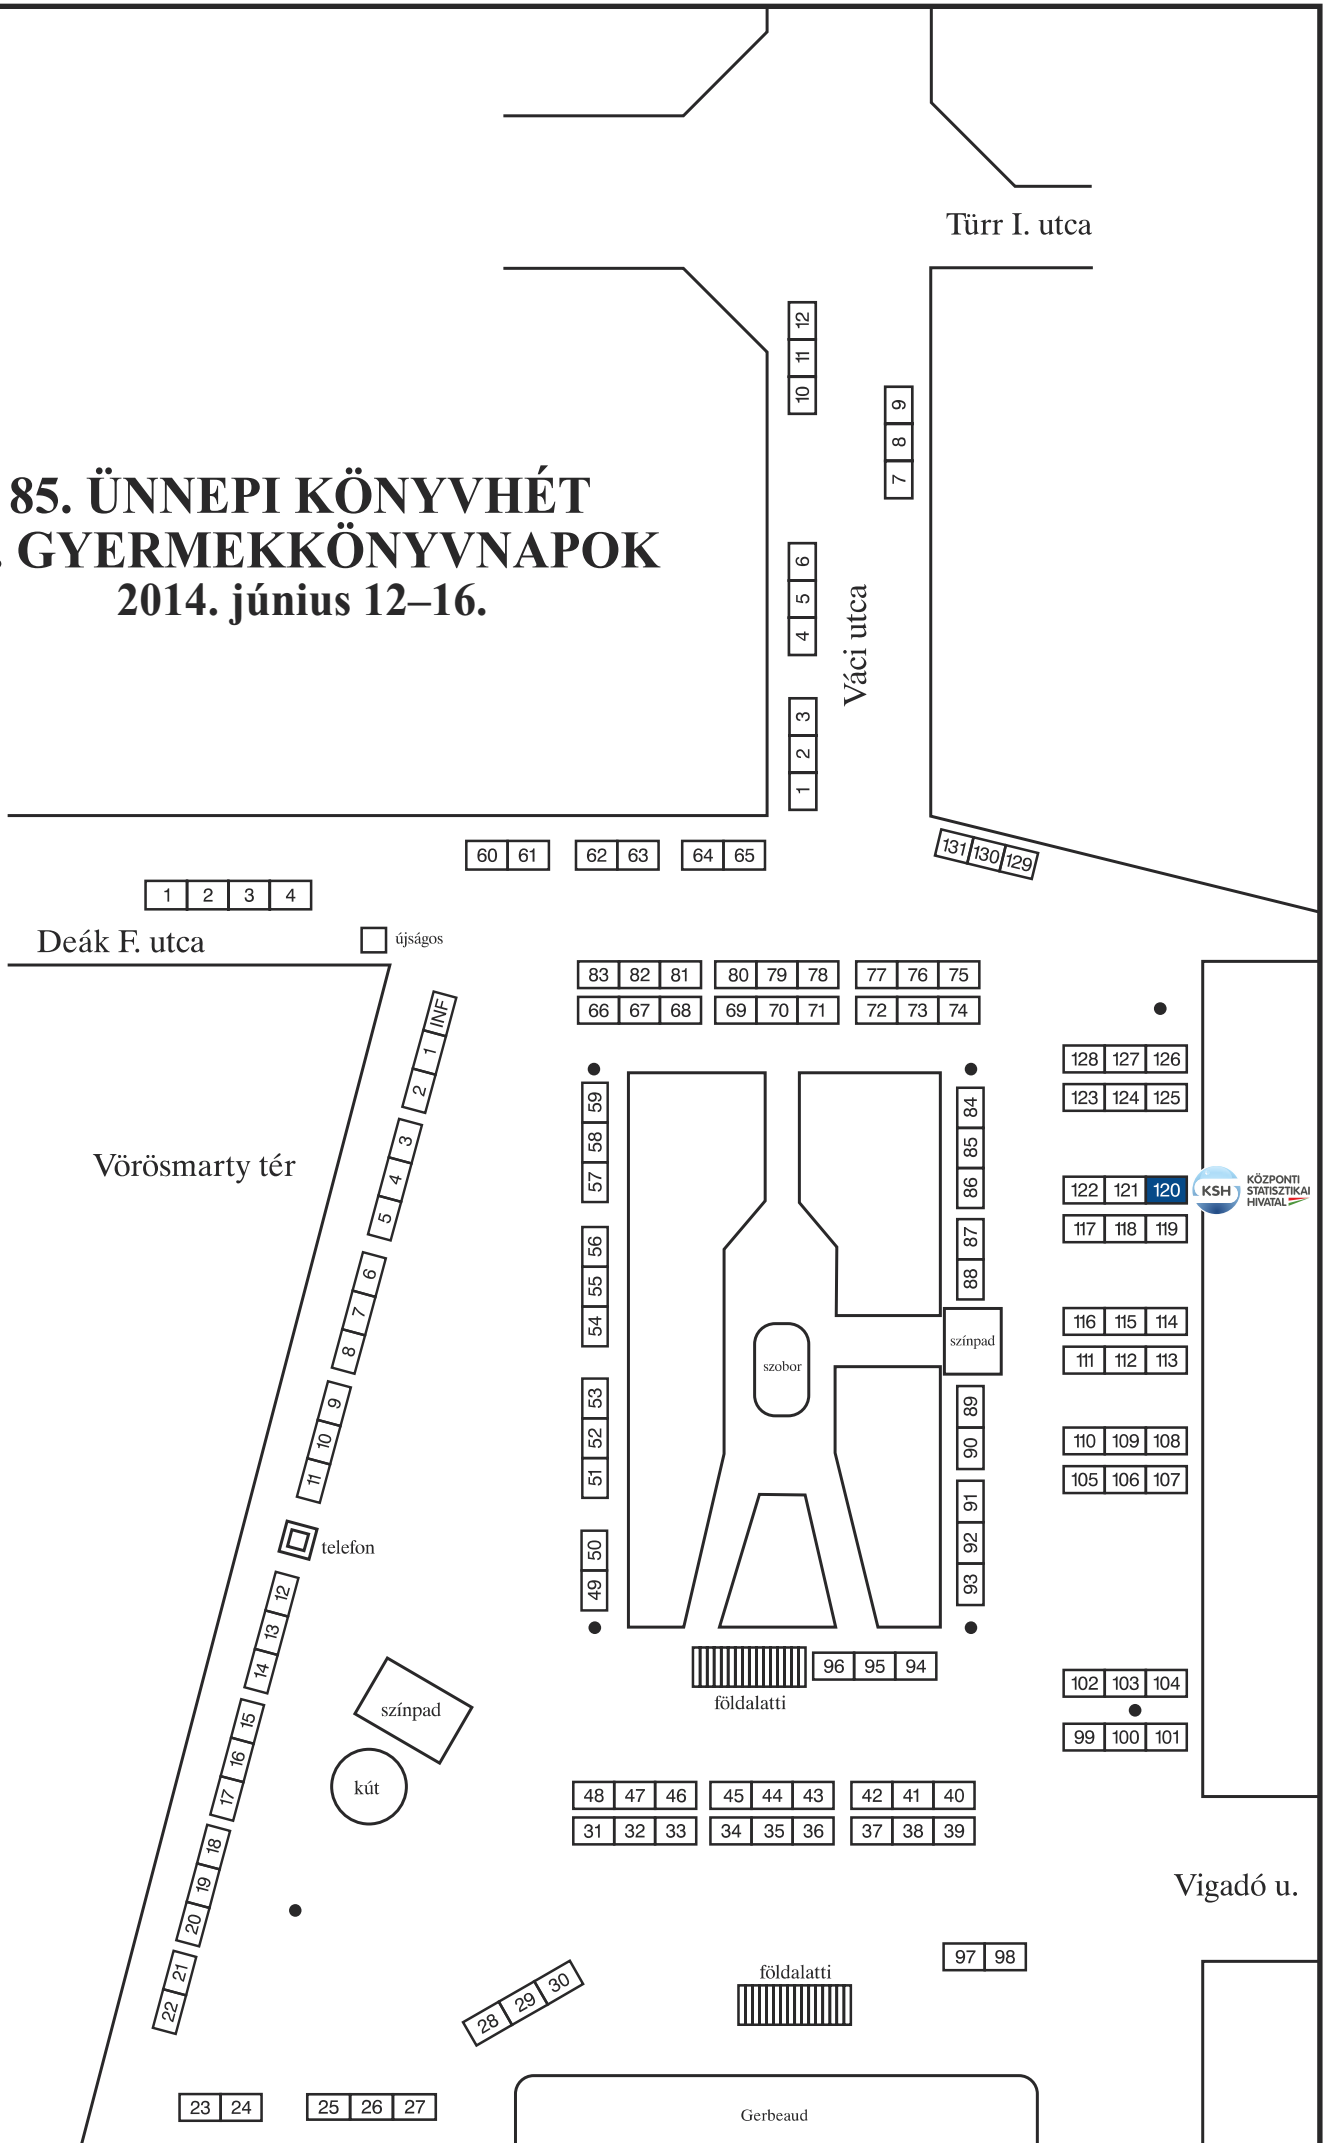 Türr I. utca
12
11
10
9
8
7
85. ÜNNEPI KÖNYVHÉT
. GYERMEKKÖNYVNAPOK
2014. június 12–16.
6
5
4
Váci utca
3
2
1
60 61 62 63 64 65
131 130 129
1 2 3 4
Deák F. utca
újságos
83 82 81 80 79 78 77 76 75
66 67 68 69 70 71 72 73 74
INF
1
2
3
4
5
6
7
8
9
10
11
telefon
12
13
14
15
16
17
18
19
20
21
22
Vörösmarty tér
59
58
57
56
55
54
53
52
51
50
49
84
85
86
87
88
színpad
szobor
89
90
91
92
93
128 127 126
123 124 125
122 121 120
KSH
KÖZPONTI
STATISZTIKAI
HIVATAL
117 118 119
116 115 114
111 112 113
110 109 108
105 106 107
96 95 94
földalatti
102 103 104
99 100 101
színpad
kút
48 47 46 45 44 43 42 41 40
31 32 33 34 35 36 37 38 39
Vigadó u.
97 98
földalatti
28 29 30
23 24 25 26 27
Gerbeaud